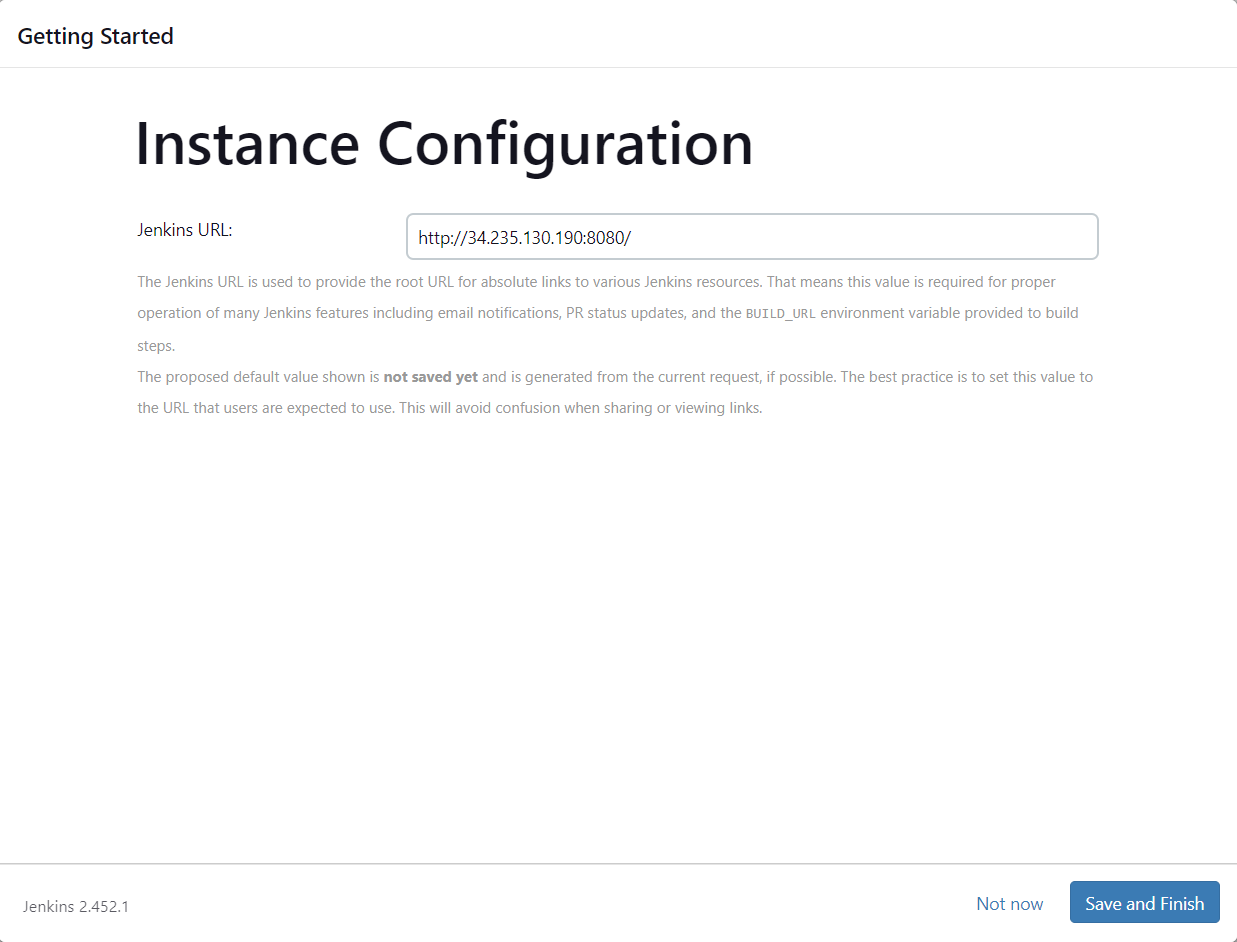 Getting Started
Instance Configuration
Jenkins URL:
http://34.235.130.190:8080/
The Jenkins URL is used to provide the root URL for absolute links to various Jenkins resources. That means this value is required for proper
operation of many Jenkins features including email notifications, PR status updates, and the BUILD_URL environment variable provided to build
steps.
The proposed default value shown is not saved yet and is generated from the current request, if possible. The best practice is to set this value to
the URL that users are expected to use. This will avoid confusion when sharing or viewing links.
Jenkins 2.452.1
Not now
Save and Finish